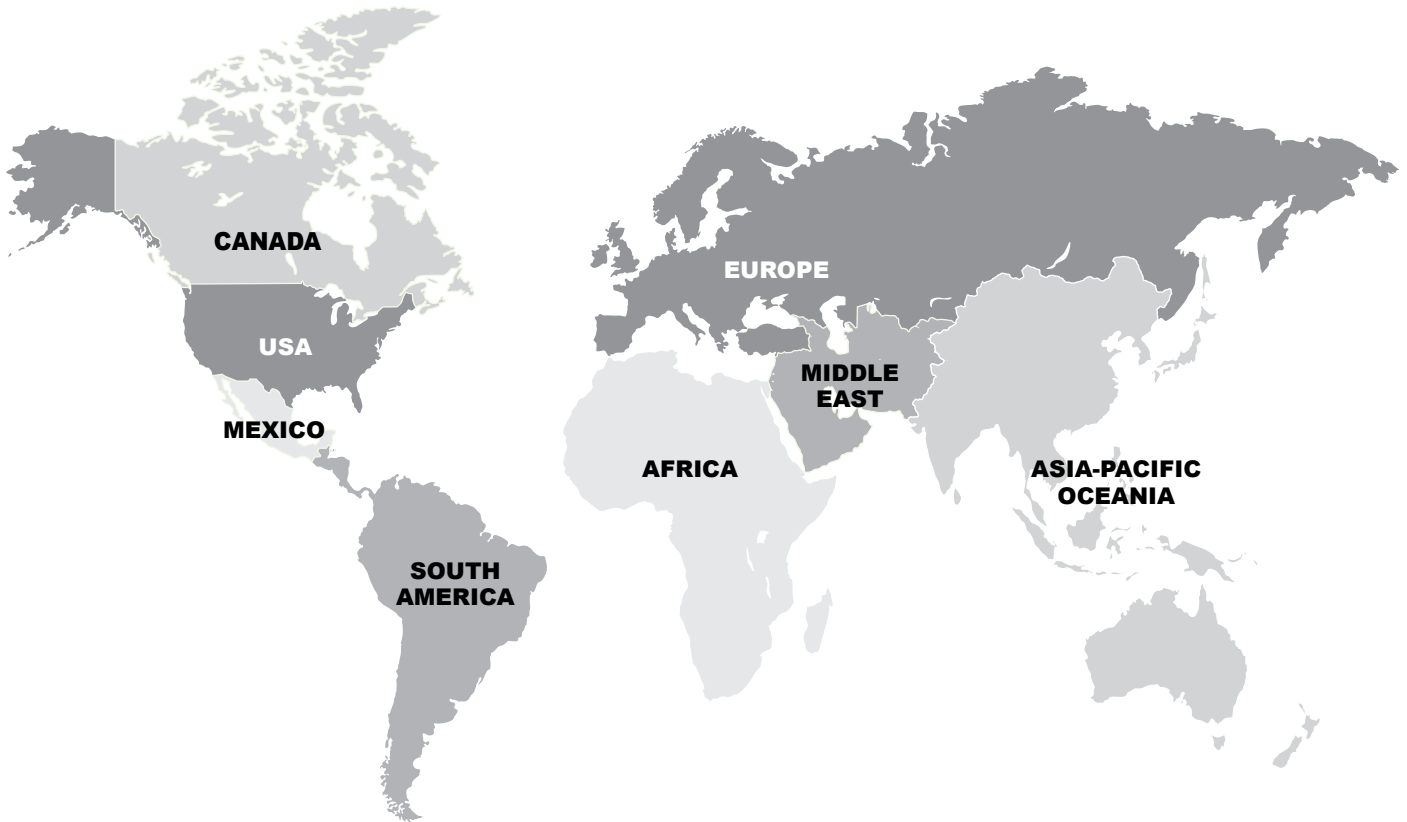 CANADA
EUROPE
USA
MIDDLE
EAST
MEXICO
AFRICA
ASIA-PACIFIC
OCEANIA
SOUTH
AMERICA